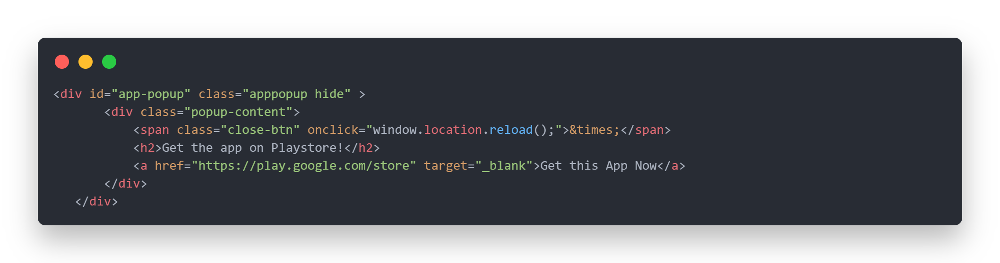 <div id="app-popup" class="apppopup hide" >
<div class="popup-content">
<span class="close-btn" onclick="window.location.reload();">&times;</span>
<h2>Get the app on Playstore!</h2>
<a href="https://play.google.com/store" target="_blank">Get this App Now</a>
</div>
</div>